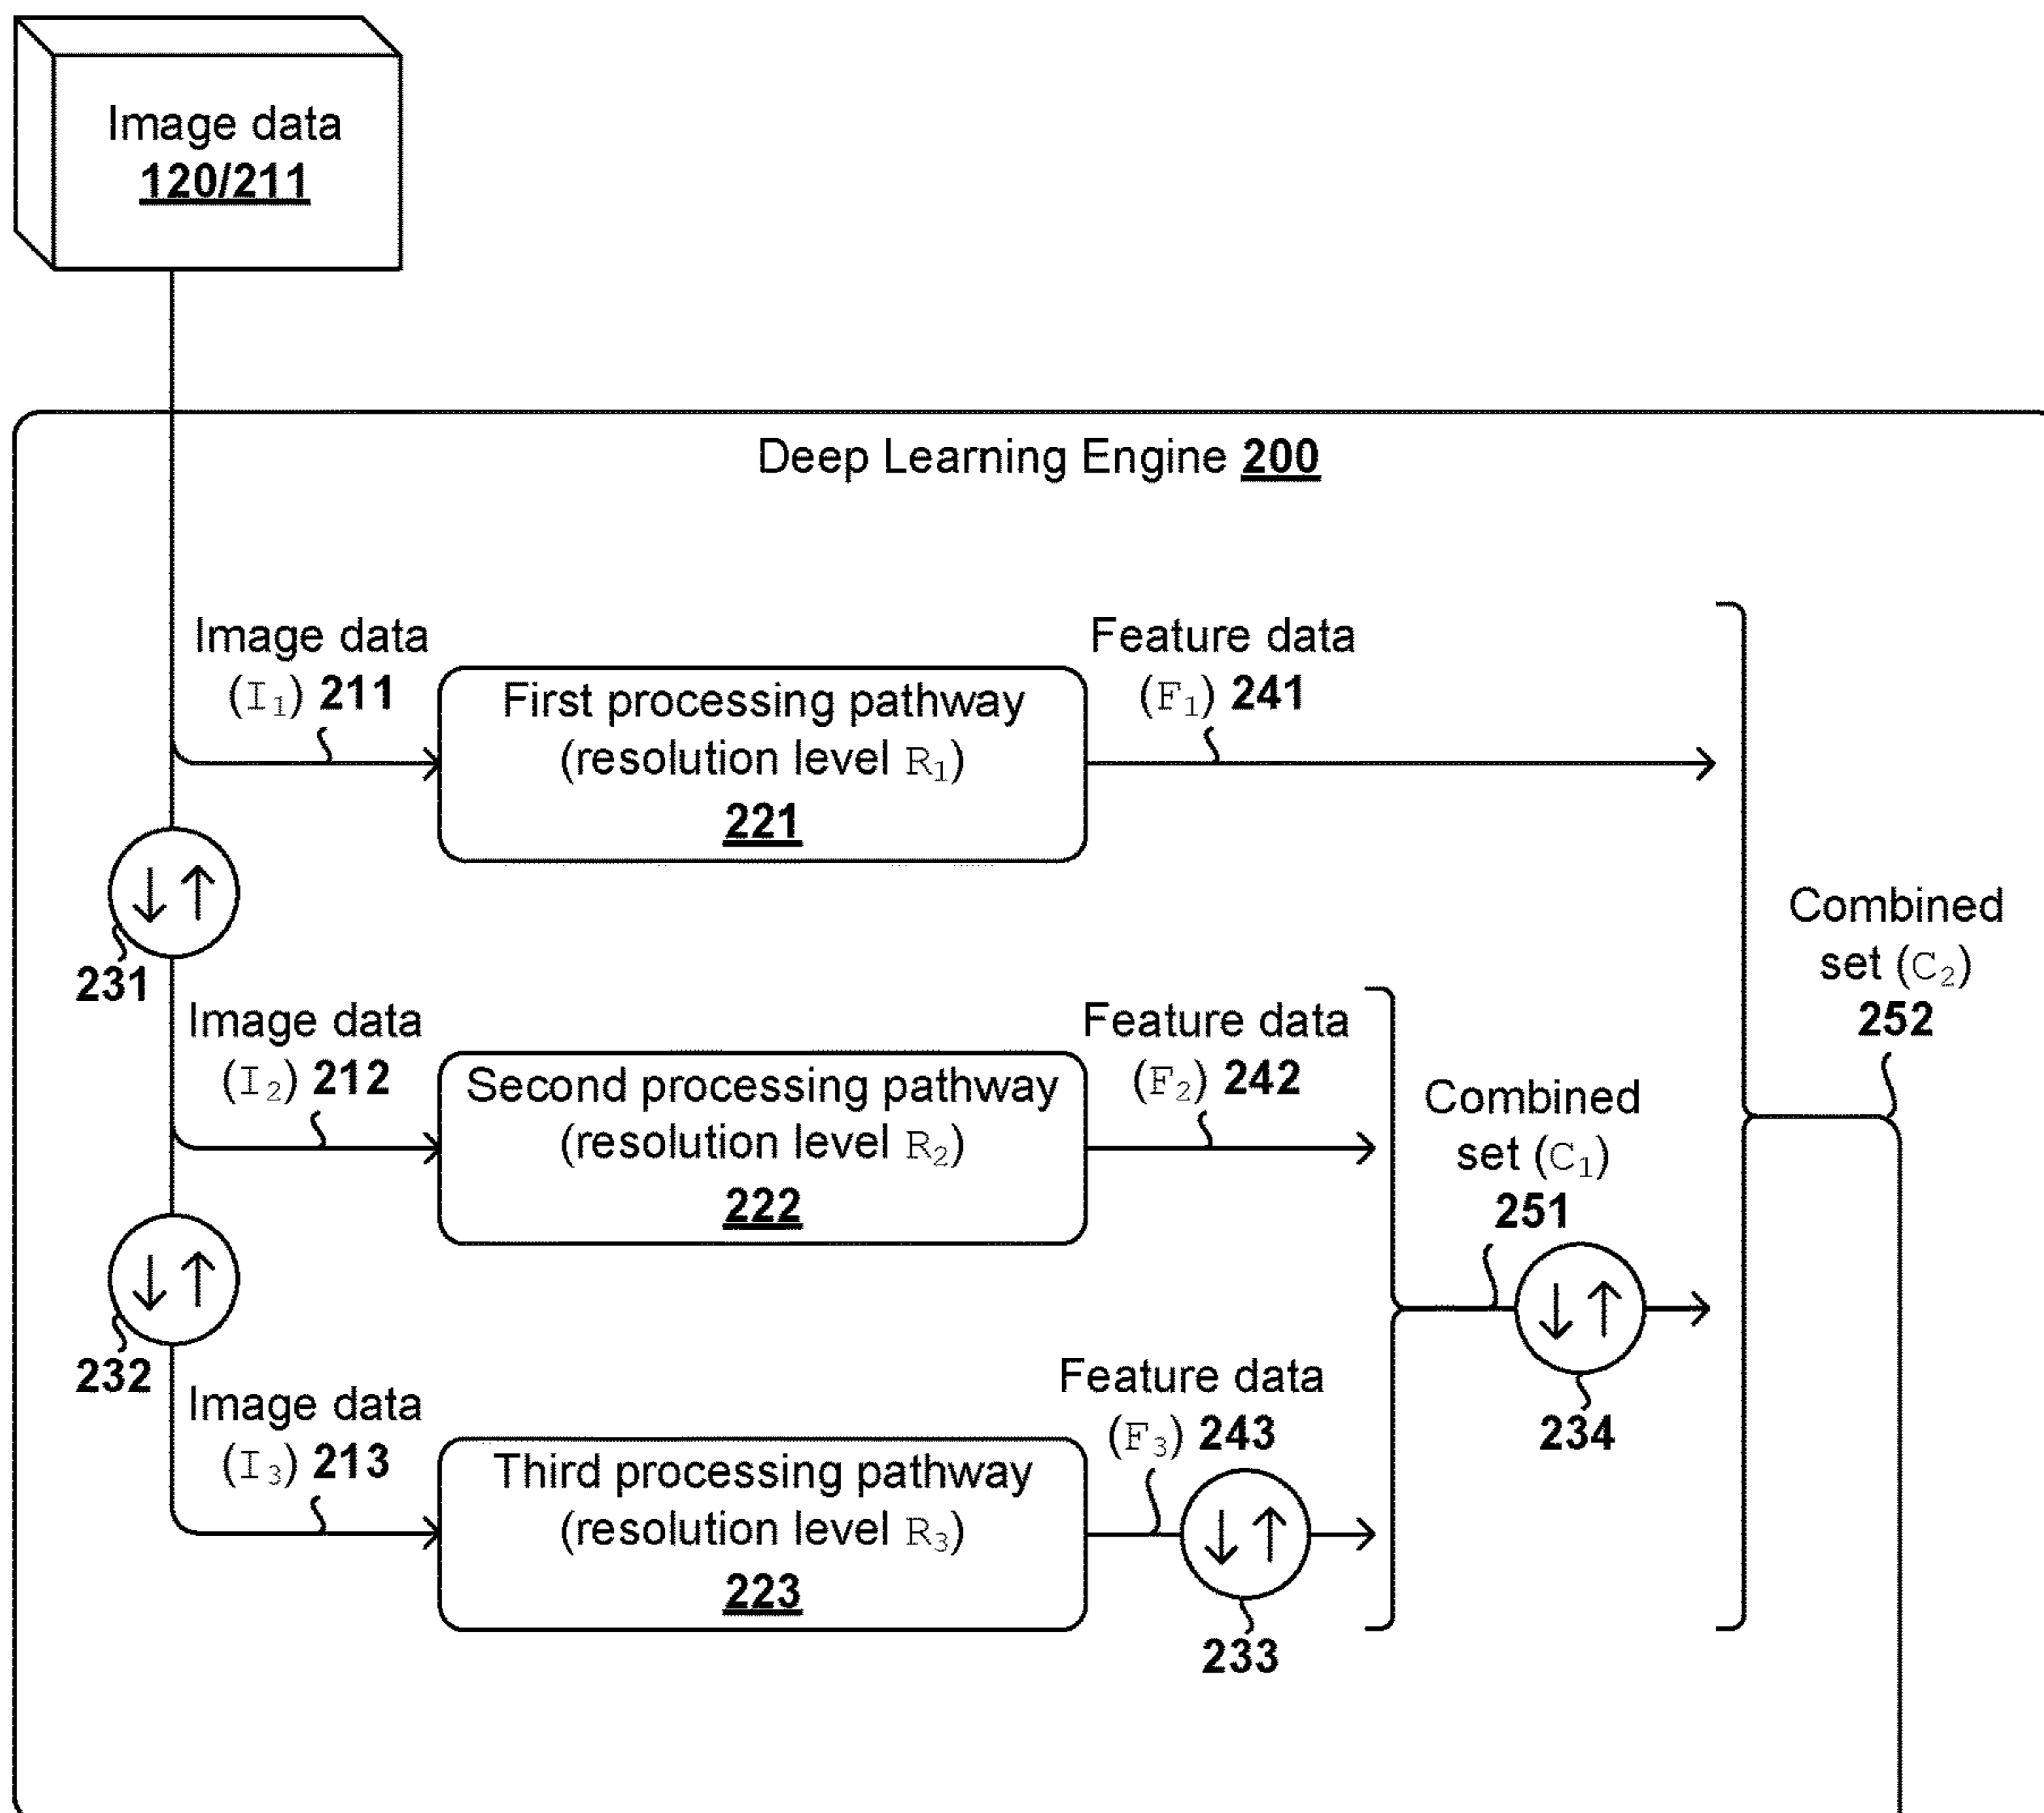 Image data
120/211
Deep Learning Engine 200
Image data
(I₁) 211
First processing pathway
(resolution level R₁)
221
Feature data
(F₁) 241
231
Combined
set (C₂)
252
Image data
(I₂) 212
Second processing pathway
(resolution level R₂)
222
Feature data
(F₂) 242
Combined
set (C₁)
251
232
234
Image data
(I₃) 213
Third processing pathway
(resolution level R₃)
223
Feature data
(F₃) 243
233